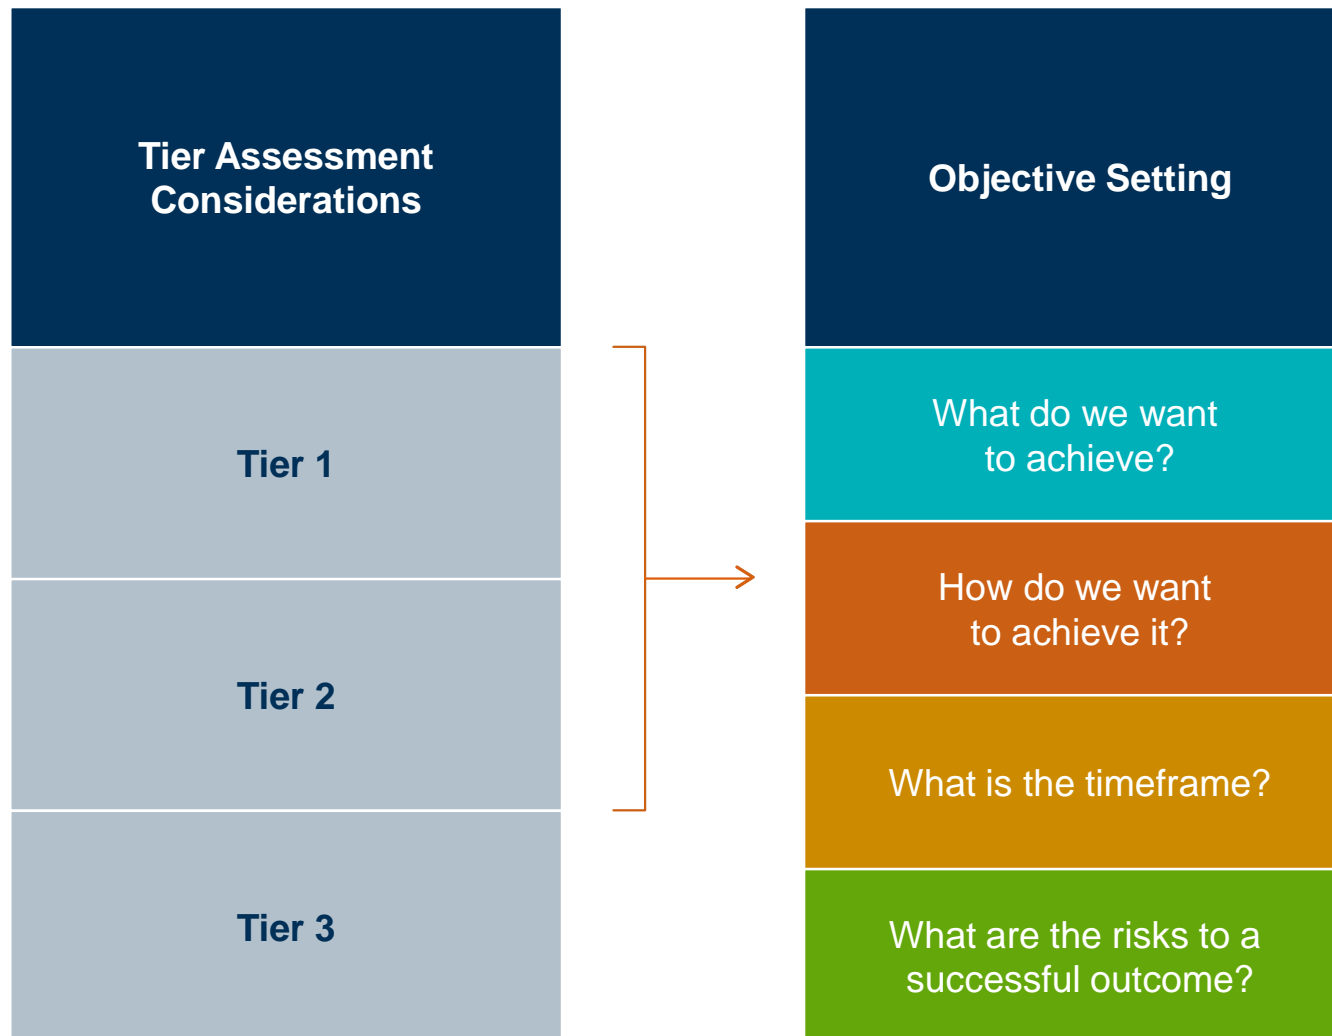 Tier Assessment
Considerations
Tier 1
Tier 2
Tier 3
Objective Setting
What do we want
to achieve?
How do we want
to achieve it?
What is the timeframe?
What are the risks to a
successful outcome?